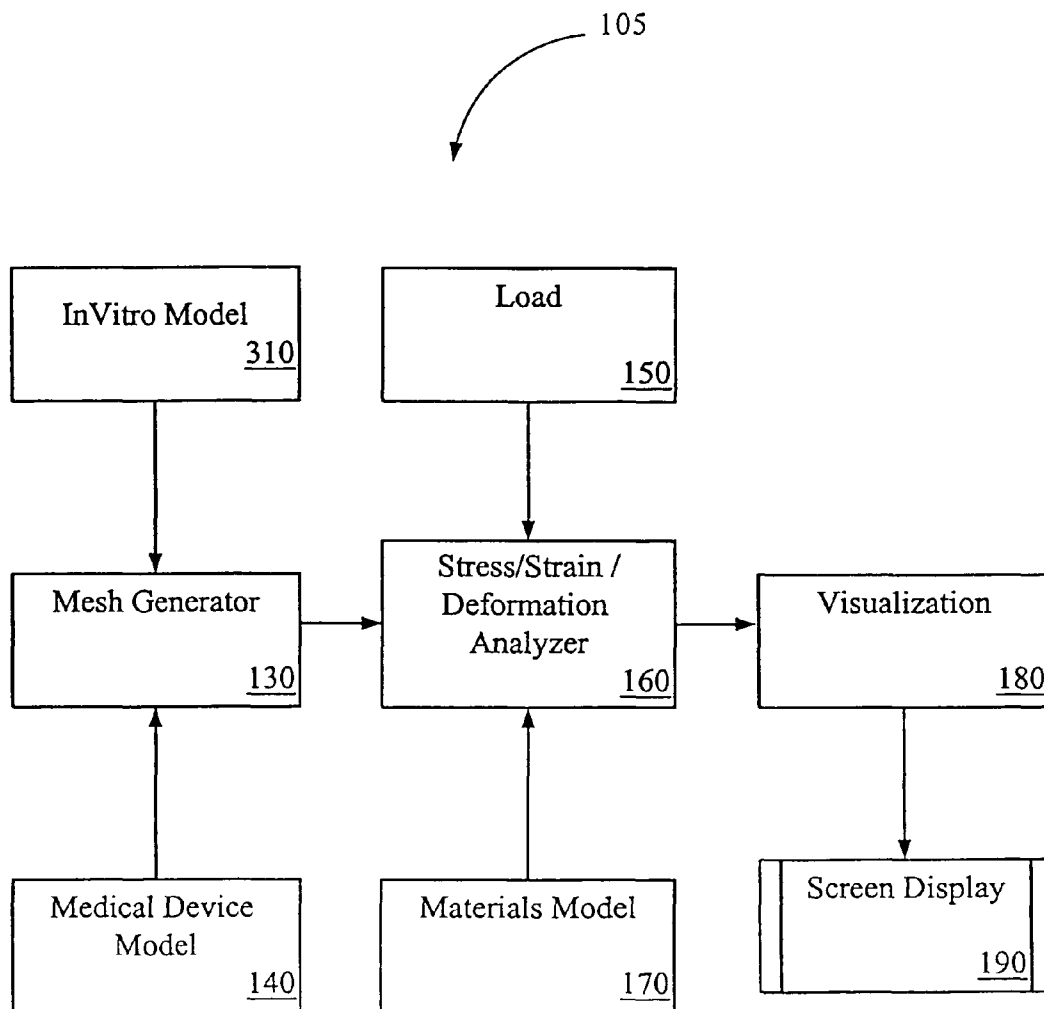 105
InVitro Model
310
Load
150
Mesh Generator
130
Stress/Strain /
Deformation
Analyzer
160
Visualization
180
Medical Device
Model
140
Materials Model
170
Screen Display
190